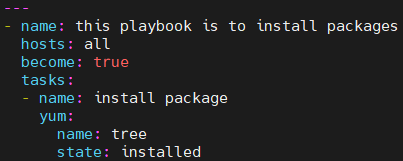 ---
- name: this playbook is to install packages
  hosts: all
  become: true
  tasks:
  - name: install package
    yum:
      name: tree
      state: installed